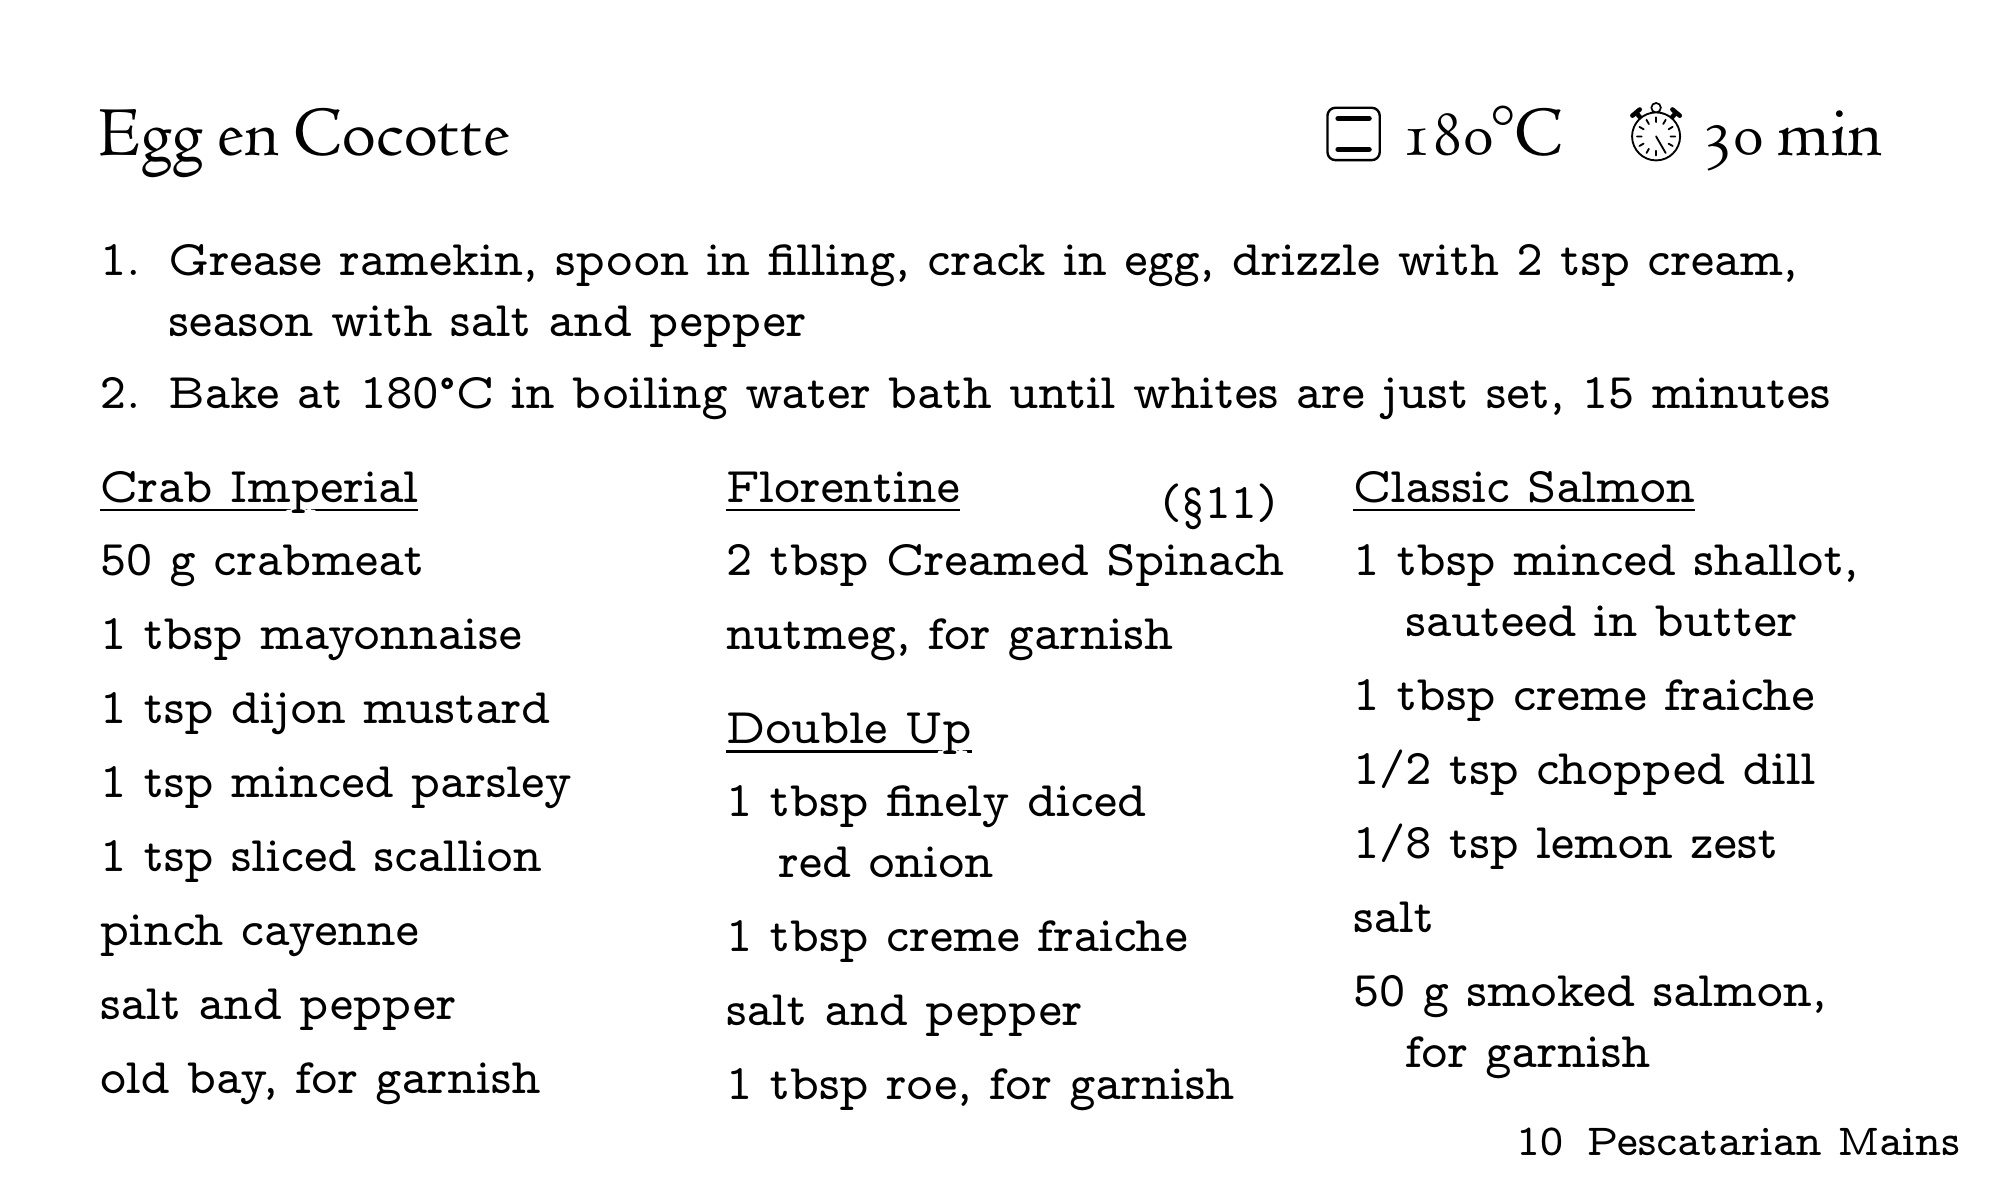 Egg en Cocotte
180°C 30 min
1. Grease ramekin, spoon in filling, crack in egg, drizzle with 2 tsp cream,
season with salt and pepper
2. Bake at 180°C in boiling water bath until whites are just set, 15 minutes
Crab Imperial
50 g crabmeat
1 tbsp mayonnaise
1 tsp dijon mustard
1 tsp minced parsley
1 tsp sliced scallion
pinch cayenne
salt and pepper
old bay, for garnish
Florentine (§11)
2 tbsp Creamed Spinach
nutmeg, for garnish
Double Up
1 tbsp finely diced
red onion
1 tbsp creme fraiche
salt and pepper
1 tbsp roe, for garnish
Classic Salmon
1 tbsp minced shallot,
sauteed in butter
1 tbsp creme fraiche
1/2 tsp chopped dill
1/8 tsp lemon zest
salt
50 g smoked salmon,
for garnish
10 Pescatarian Mains